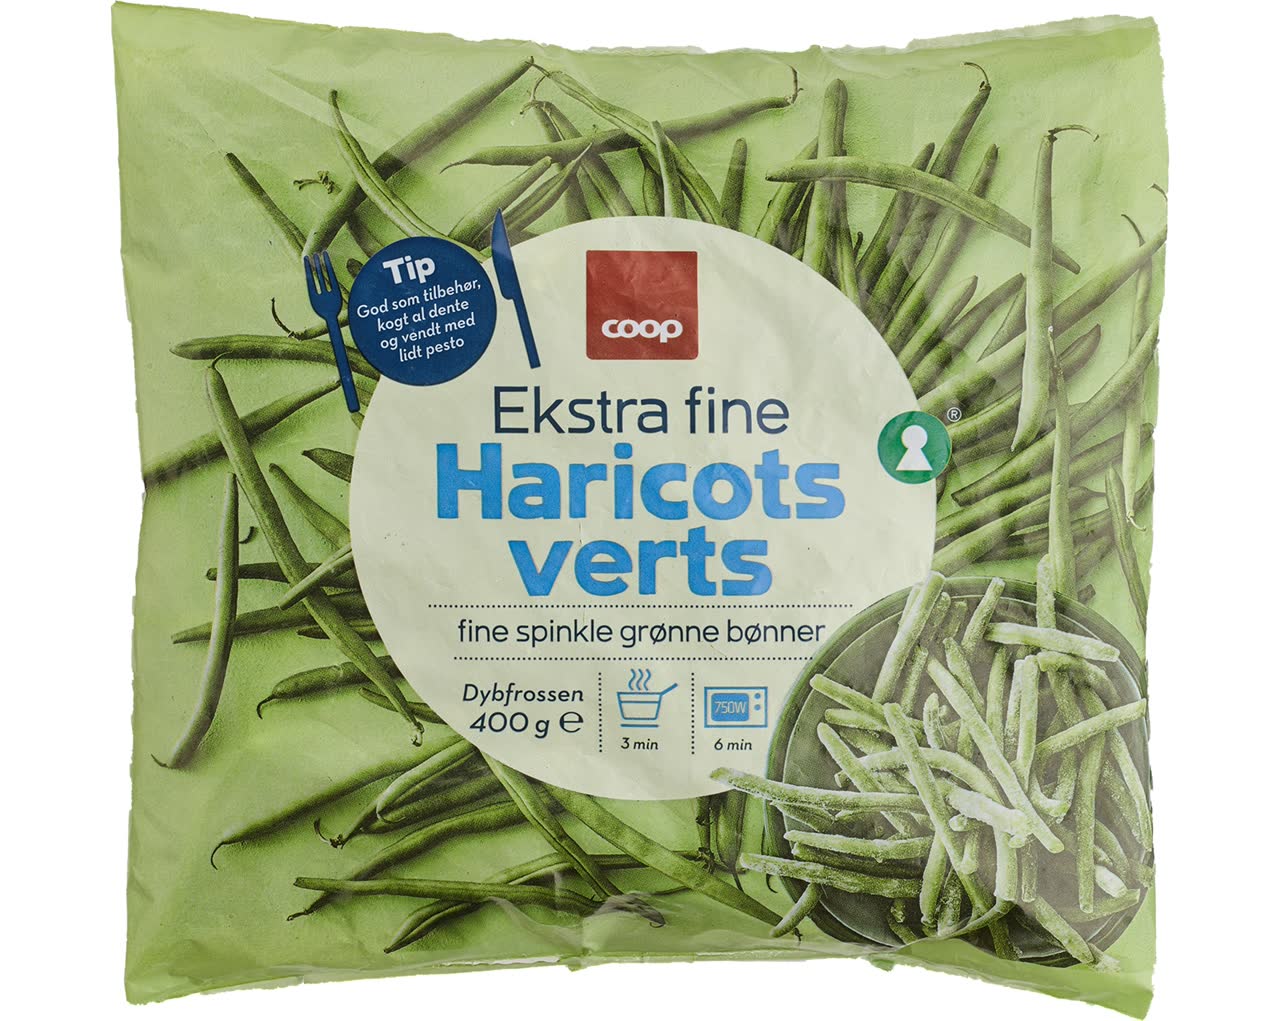 Tip
God som tilbehør,
kogt al dente
og vendt med
lidt pesto
coop
Ekstra fine
Haricots
verts
®
fine spinkle grønne bønner
Dybfrossen
400 g ℮
3 min
750W
6 min